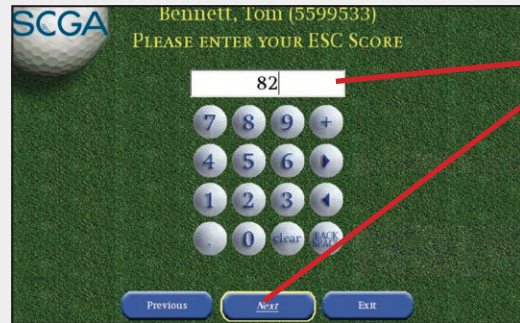 SCGA
Bennett, Tom (5599533)
PLEASE ENTER YOUR ESC SCORE
82
7 8 9 +
4 5 6
1 2 3
. 0 clear BACK SPACE
Previous Next Exit